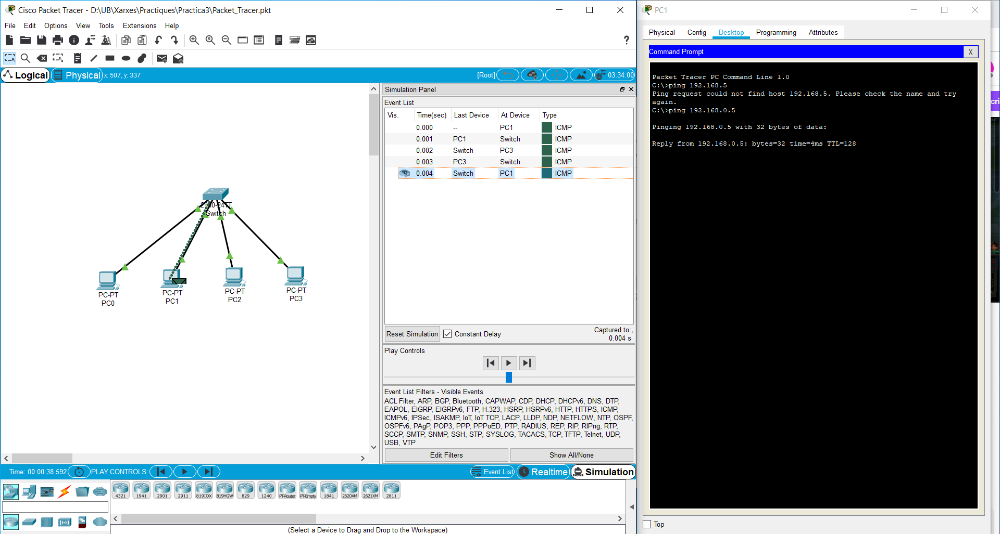 Cisco Packet Tracer - D:\UB\Xarxes\Practiques\Practica3\Packet_Tracer.pkt
File Edit Options View Tools Extensions Help
?
Logical Physical x: 507, y: 337
[Root] 03:34:00
2950-24TT
Switch
PC-PT
PC0
PC-PT
PC1
PC-PT
PC2
PC-PT
PC3
Simulation Panel
Event List
Vis. Time(sec) Last Device At Device Type
0.000 -- PC1 ICMP
0.001 PC1 Switch ICMP
0.002 Switch PC3 ICMP
0.003 PC3 Switch ICMP
0.004 Switch PC1 ICMP
Reset Simulation Constant Delay
Captured to:
0.004 s
Play Controls
Event List Filters - Visible Events
ACL Filter, ARP, BGP, Bluetooth, CAPWAP, CDP, DHCP, DHCPv6, DNS, DTP,
EAPOL, EIGRP, EIGRPv6, FTP, H.323, HSRP, HSRPv6, HTTP, HTTPS, ICMP,
ICMPv6, IPSec, ISAKMP, IoT, IoT TCP, LACP, LLDP, NDP, NETFLOW, NTP, OSPF,
OSPFv6, PAgP, POP3, PPP, PPPoED, PTP, RADIUS, REP, RIP, RIPng, RTP,
SCCP, SMTP, SNMP, SSH, STP, SYSLOG, TACACS, TCP, TFTP, Telnet, UDP,
USB, VTP
Edit Filters Show All/None
Time: 00:00:38.592 PLAY CONTROLS: Event List Realtime Simulation
4321 1941 2901 2911 819IOX 819HGW 829 1240 PT-Router PT-Empty 1841 2620XM 2621XM 2811
(Select a Device to Drag and Drop to the Workspace)
PC1
Physical Config Desktop Programming Attributes
Command Prompt X
Packet Tracer PC Command Line 1.0
C:\>ping 192.168.5
Ping request could not find host 192.168.5. Please check the name and try
again.
C:\>ping 192.168.0.5
Pinging 192.168.0.5 with 32 bytes of data:
Reply from 192.168.0.5: bytes=32 time=4ms TTL=128
Top
cri